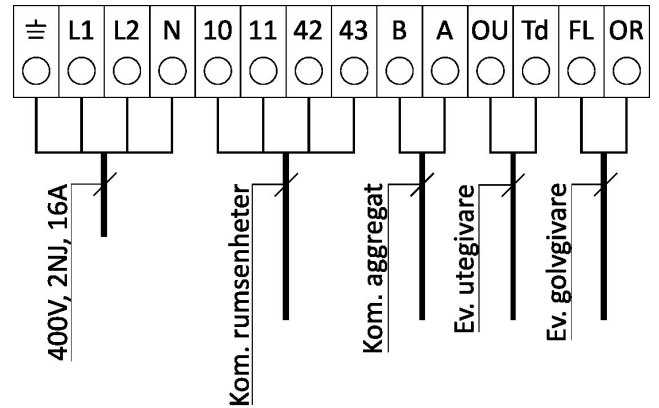 L1 L2 N 10 11 42 43 B A OU Td FL OR
400V, 2NJ, 16A
Kom. rumsenheter
Kom. aggregat
Ev. utegivare
Ev. golvgivare